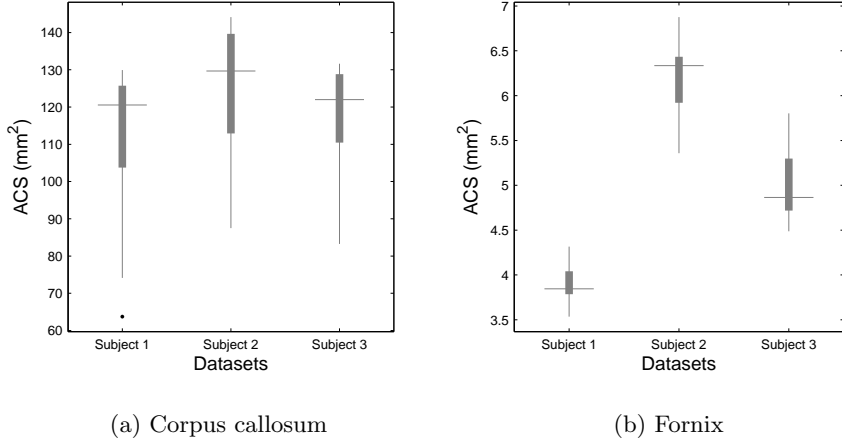 ACS (mm²)
140
130
120
110
100
90
80
70
60
Subject 1 Subject 2 Subject 3
Datasets
(a) Corpus callosum
ACS (mm²)
7
6.5
6
5.5
5
4.5
4
3.5
Subject 1 Subject 2 Subject 3
Datasets
(b) Fornix